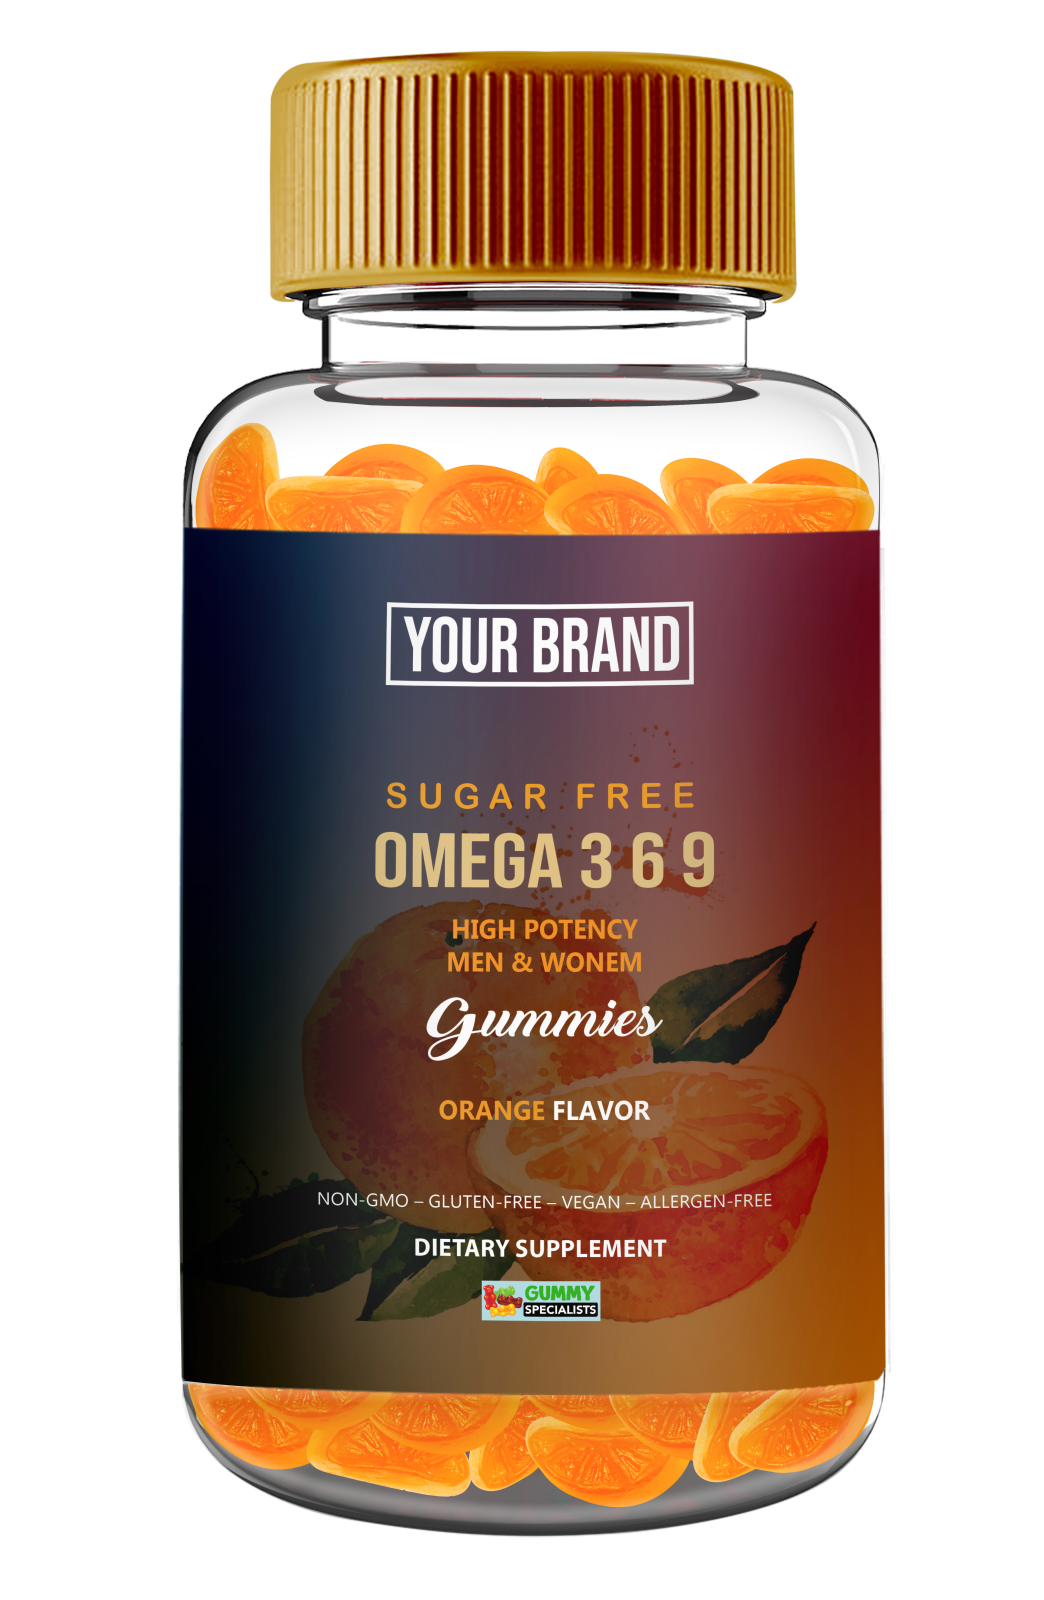 YOUR BRAND
SUGAR FREE
OMEGA 3 6 9
HIGH POTENCY
MEN & WONEM
Gummies
ORANGE FLAVOR
NON-GMO – GLUTEN-FREE – VEGAN – ALLERGEN-FREE
DIETARY SUPPLEMENT
GUMMY
SPECIALISTS